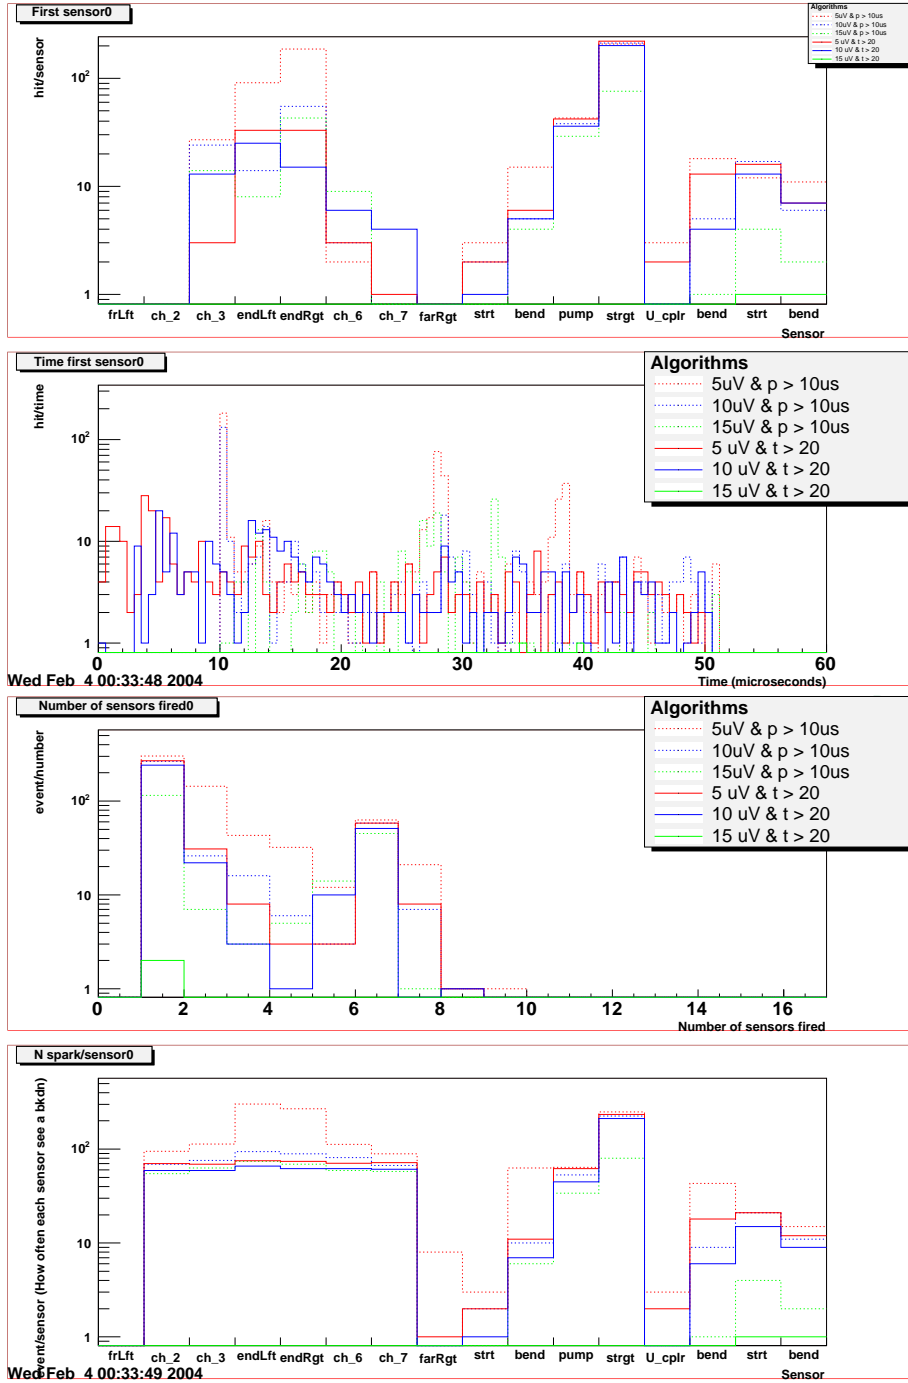 First sensor0
Algorithms
5uV & p > 10us
10uV & p > 10us
15uV & p > 10us
5 uV & t > 20
10 uV & t > 20
15 uV & t > 20
hit/sensor
10²
10
1
frLft ch_2 ch_3 endLft endRgt ch_6 ch_7 farRgt strt bend pump strgt U_cplr bend strt bend
Sensor
Time first sensor0
Algorithms
5uV & p > 10us
10uV & p > 10us
15uV & p > 10us
5 uV & t > 20
10 uV & t > 20
15 uV & t > 20
hit/time
10²
10
1
0 10 20 30 40 50 60
Time (microseconds)
Wed Feb 4 00:33:48 2004
Number of sensors fired0
Algorithms
5uV & p > 10us
10uV & p > 10us
15uV & p > 10us
5 uV & t > 20
10 uV & t > 20
15 uV & t > 20
event/number
10²
10
1
0 2 4 6 8 10 12 14 16
Number of sensors fired
N spark/sensor0
event/sensor (How often each sensor see a bkdn)
10²
10
1
frLft ch_2 ch_3 endLft endRgt ch_6 ch_7 farRgt strt bend pump strgt U_cplr bend strt bend
Sensor
Wed Feb 4 00:33:49 2004